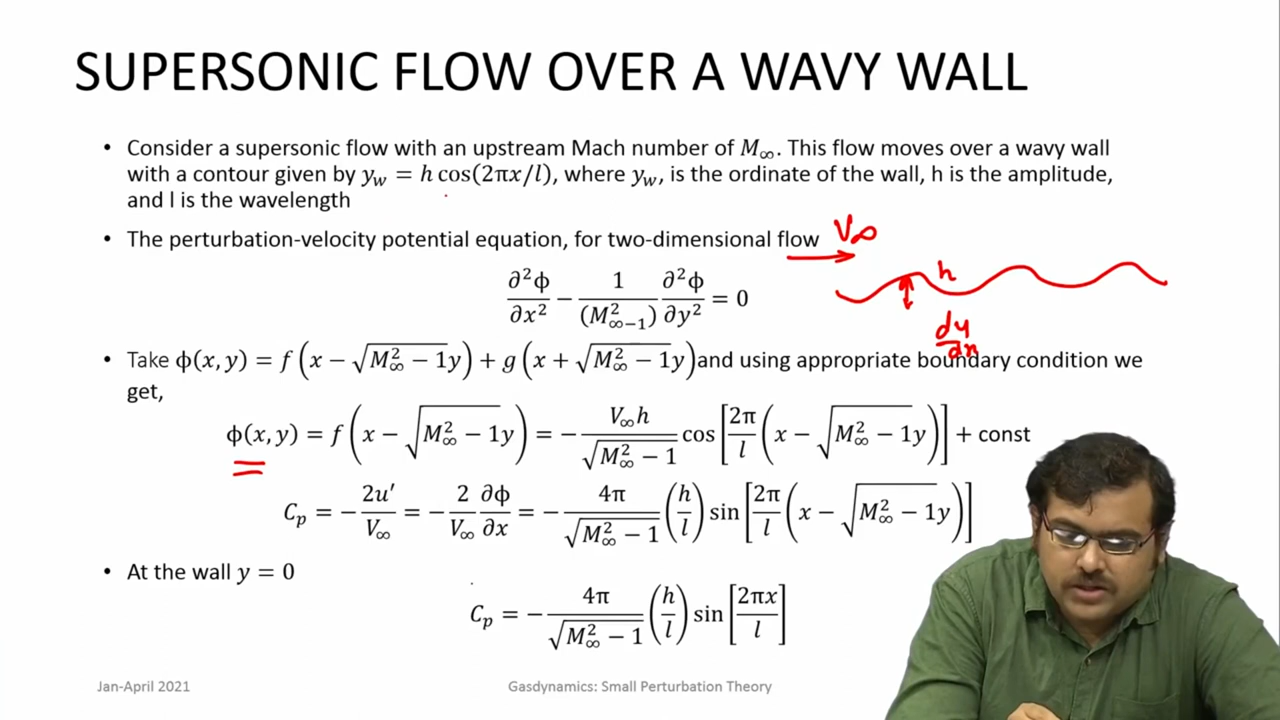 SUPERSONIC FLOW OVER A WAVY WALL
• Consider a supersonic flow with an upstream Mach number of M∞. This flow moves over a wavy wall
with a contour given by y_w = h cos(2πx/l), where y_w, is the ordinate of the wall, h is the amplitude,
and l is the wavelength
• The perturbation-velocity potential equation, for two-dimensional flow
V∞
h
∂²ϕ/∂x² − 1/(M²∞−1) ∂²ϕ/∂y² = 0
dy/dx
• Take ϕ(x, y) = f(x − √(M∞² − 1)y) + g(x + √(M∞² − 1)y) and using appropriate boundary condition we
get,
ϕ(x, y) = f(x − √(M∞² − 1)y) = − V∞h/√(M∞² − 1) cos[2π/l (x − √(M∞² − 1)y)] + const
C_p = − 2u'/V∞ = − 2/V∞ ∂ϕ/∂x = − 4π/√(M∞² − 1) (h/l) sin[2π/l (x − √(M∞² − 1)y)]
• At the wall y = 0
C_p = − 4π/√(M∞² − 1) (h/l) sin[2πx/l]
Jan-April 2021
Gasdynamics: Small Perturbation Theory